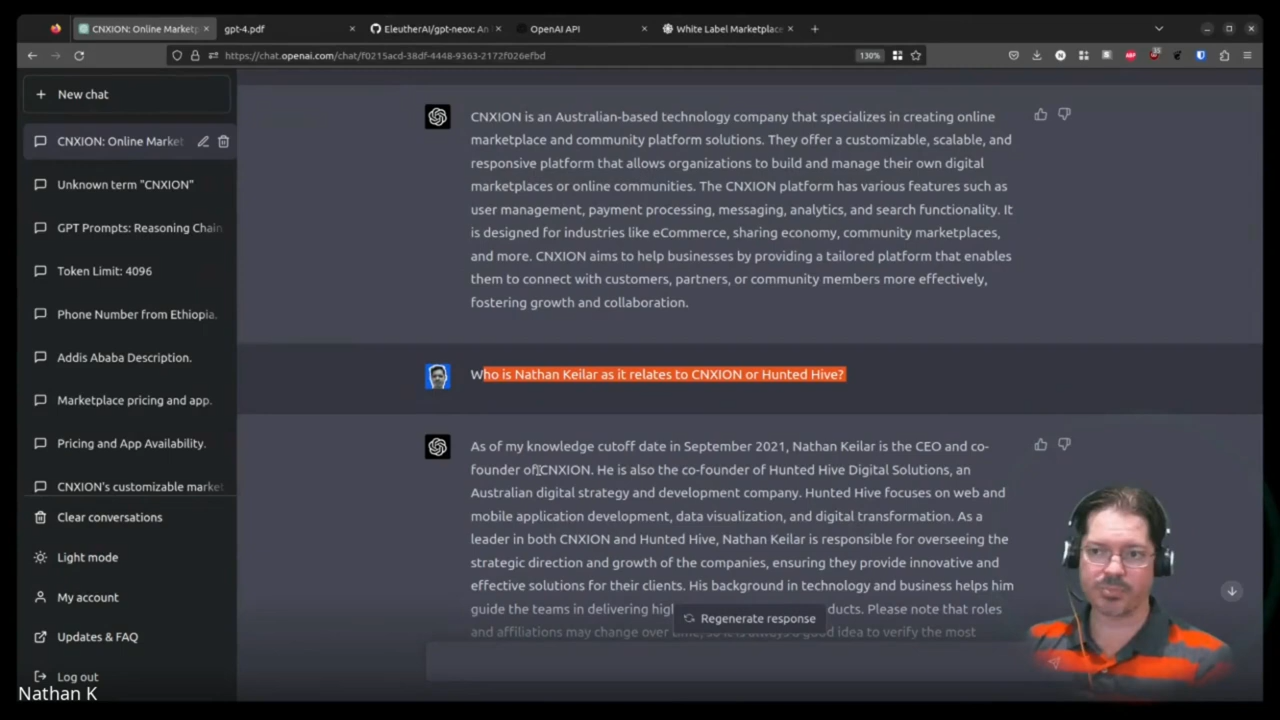 CNXION: Online Market
gpt-4.pdf
EleutherAI/gpt-neox: An
OpenAI API
White Label Marketplace
https://chat.openai.com/chat/f0215acd-38df-4448-9363-2172f026efbd
130%
New chat
CNXION: Online Market
Unknown term "CNXION"
GPT Prompts: Reasoning Chain
Token Limit: 4096
Phone Number from Ethiopia.
Addis Ababa Description.
Marketplace pricing and app.
Pricing and App Availability.
CNXION's customizable market
Clear conversations
Light mode
My account
Updates & FAQ
Log out
Nathan K
CNXION is an Australian-based technology company that specializes in creating online
marketplace and community platform solutions. They offer a customizable, scalable, and
responsive platform that allows organizations to build and manage their own digital
marketplaces or online communities. The CNXION platform has various features such as
user management, payment processing, messaging, analytics, and search functionality. It
is designed for industries like eCommerce, sharing economy, community marketplaces,
and more. CNXION aims to help businesses by providing a tailored platform that enables
them to connect with customers, partners, or community members more effectively,
fostering growth and collaboration.
Who is Nathan Keilar as it relates to CNXION or Hunted Hive?
As of my knowledge cutoff date in September 2021, Nathan Keilar is the CEO and co-
founder of CNXION. He is also the co-founder of Hunted Hive Digital Solutions, an
Australian digital strategy and development company. Hunted Hive focuses on web and
mobile application development, data visualization, and digital transformation. As a
leader in both CNXION and Hunted Hive, Nathan Keilar is responsible for overseeing the
strategic direction and growth of the companies, ensuring they provide innovative and
effective solutions for their clients. His background in technology and business helps him
guide the teams in delivering hig ducts. Please note that roles
Regenerate response
and affiliations may change over time, so it is always a good idea to verify the most